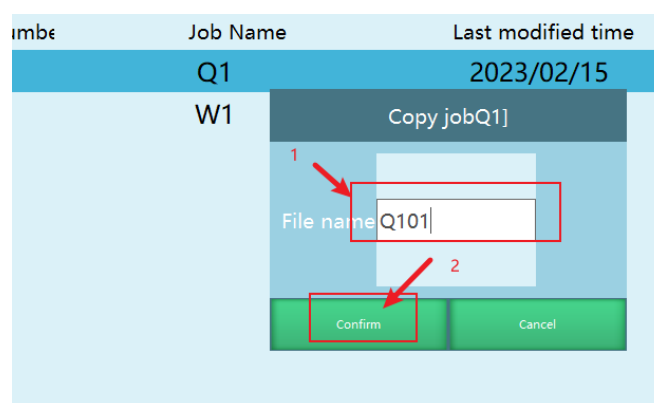 umbe Job Name Last modified time
Q1 2023/02/15
W1
Copy jobQ1]
1
File name Q101
2
Confirm Cancel